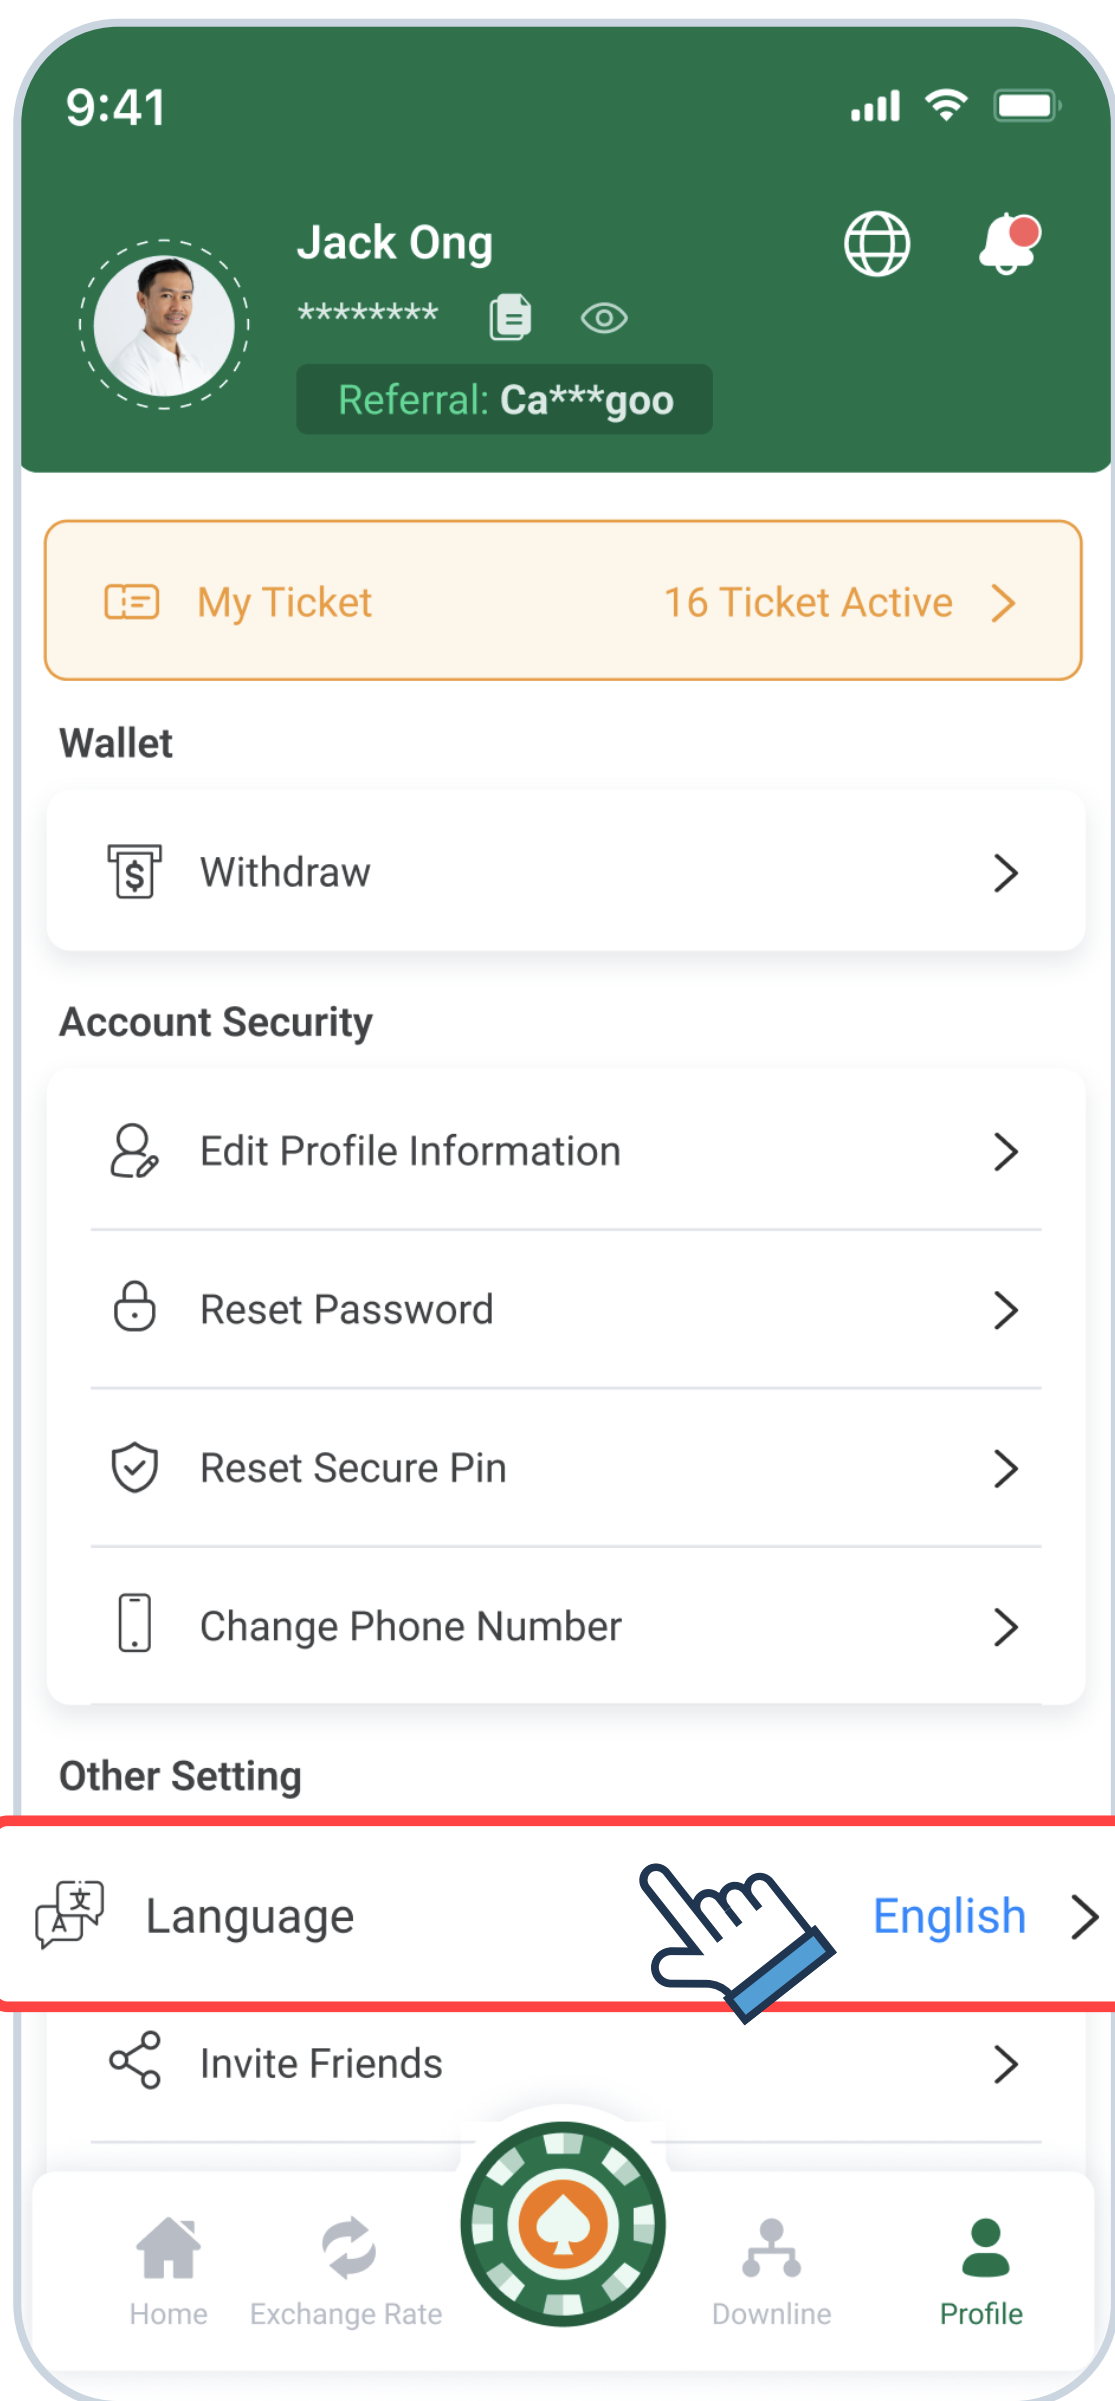 9:41
Jack Ong
********
Referral: Ca***goo
My Ticket 16 Ticket Active
Wallet
Withdraw
Account Security
Edit Profile Information
Reset Password
Reset Secure Pin
Change Phone Number
Other Setting
文
A
Language English
Invite Friends
Home Exchange Rate Downline Profile